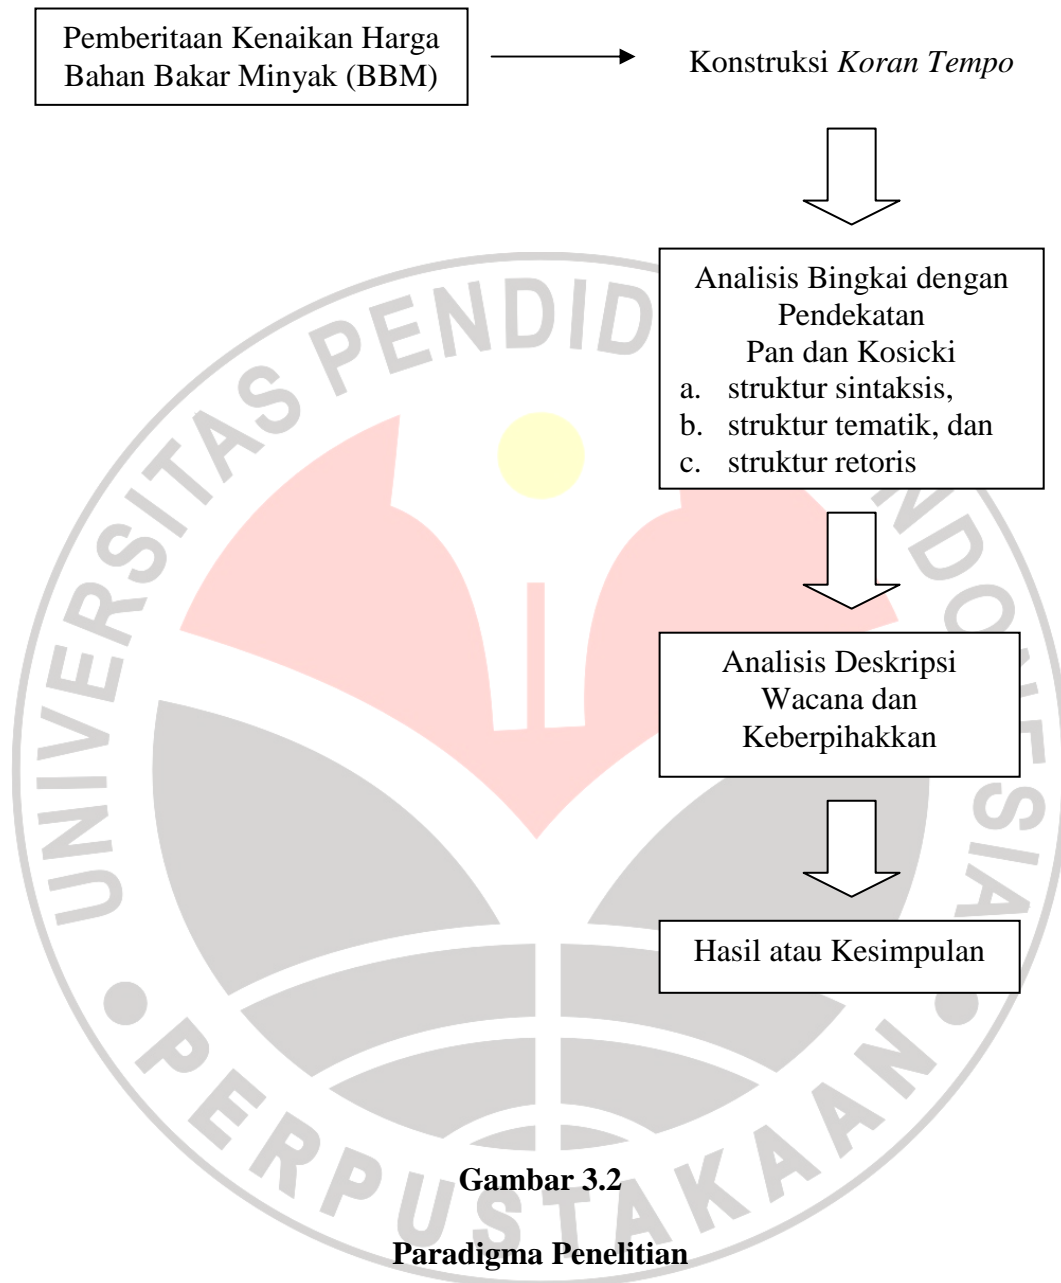 Pemberitaan Kenaikan Harga
Bahan Bakar Minyak (BBM)
Konstruksi Koran Tempo
Analisis Bingkai dengan
Pendekatan
Pan dan Kosicki
a. struktur sintaksis,
b. struktur tematik, dan
c. struktur retoris
Analisis Deskripsi
Wacana dan
Keberpihakkan
Hasil atau Kesimpulan
Gambar 3.2
Paradigma Penelitian
UNIVERSITAS PENDID NDONESIA
PERPUSTAKAAN